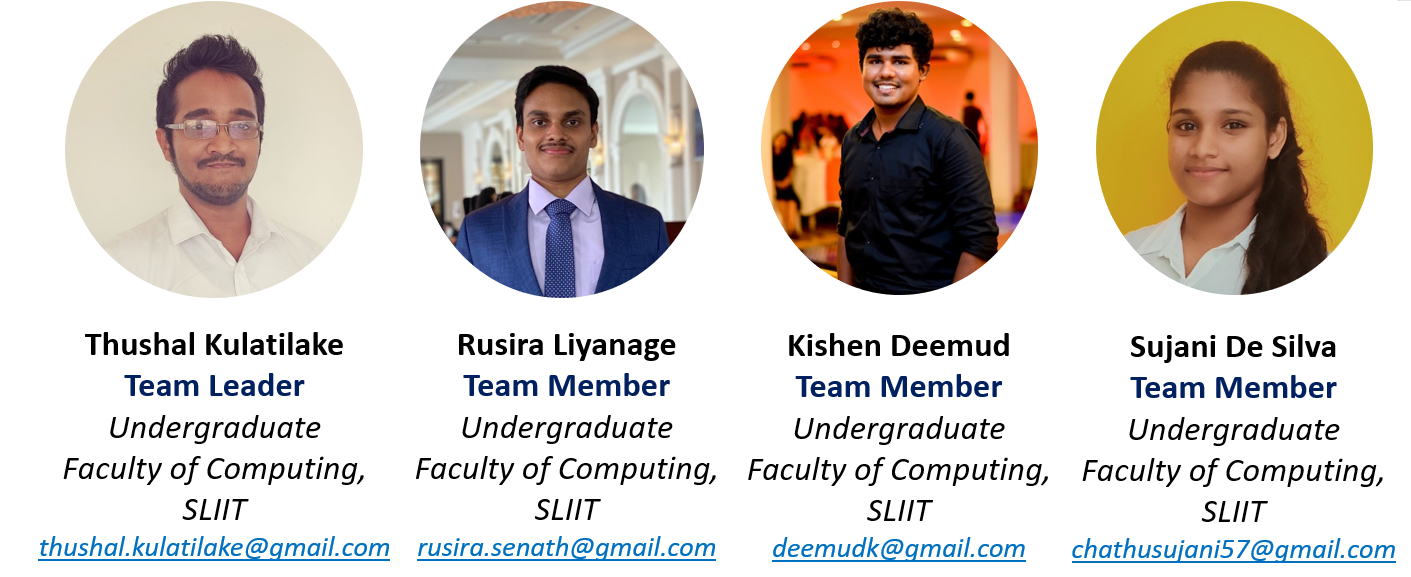 Thushal Kulatilake
Team Leader
Undergraduate
Faculty of Computing,
SLIIT
thushal.kulatilake@gmail.com
Rusira Liyanage
Team Member
Undergraduate
Faculty of Computing,
SLIIT
rusira.senath@gmail.com
Kishen Deemud
Team Member
Undergraduate
Faculty of Computing,
SLIIT
deemudk@gmail.com
Sujani De Silva
Team Member
Undergraduate
Faculty of Computing,
SLIIT
chathusujani57@gmail.com